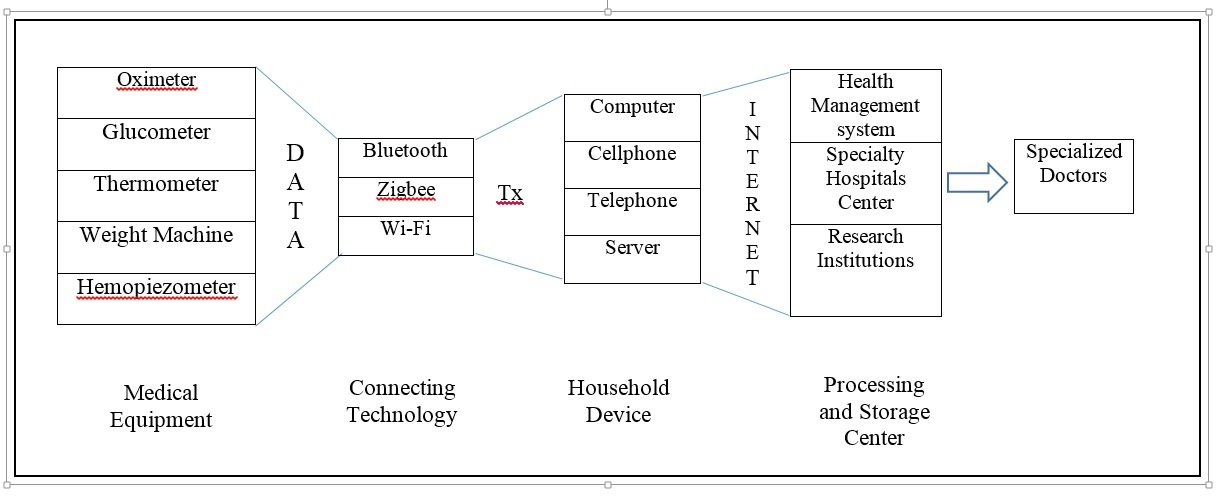 Oximeter
Glucometer
Thermometer
Weight Machine
Hemopiezometer
D
A
T
A
Bluetooth
Zigbee
Wi-Fi
Tx
Computer
Cellphone
Telephone
Server
I
N
T
E
R
N
E
T
Health
Management
system
Specialty
Hospitals
Center
Research
Institutions
Specialized
Doctors
Medical
Equipment
Connecting
Technology
Household
Device
Processing
and Storage
Center